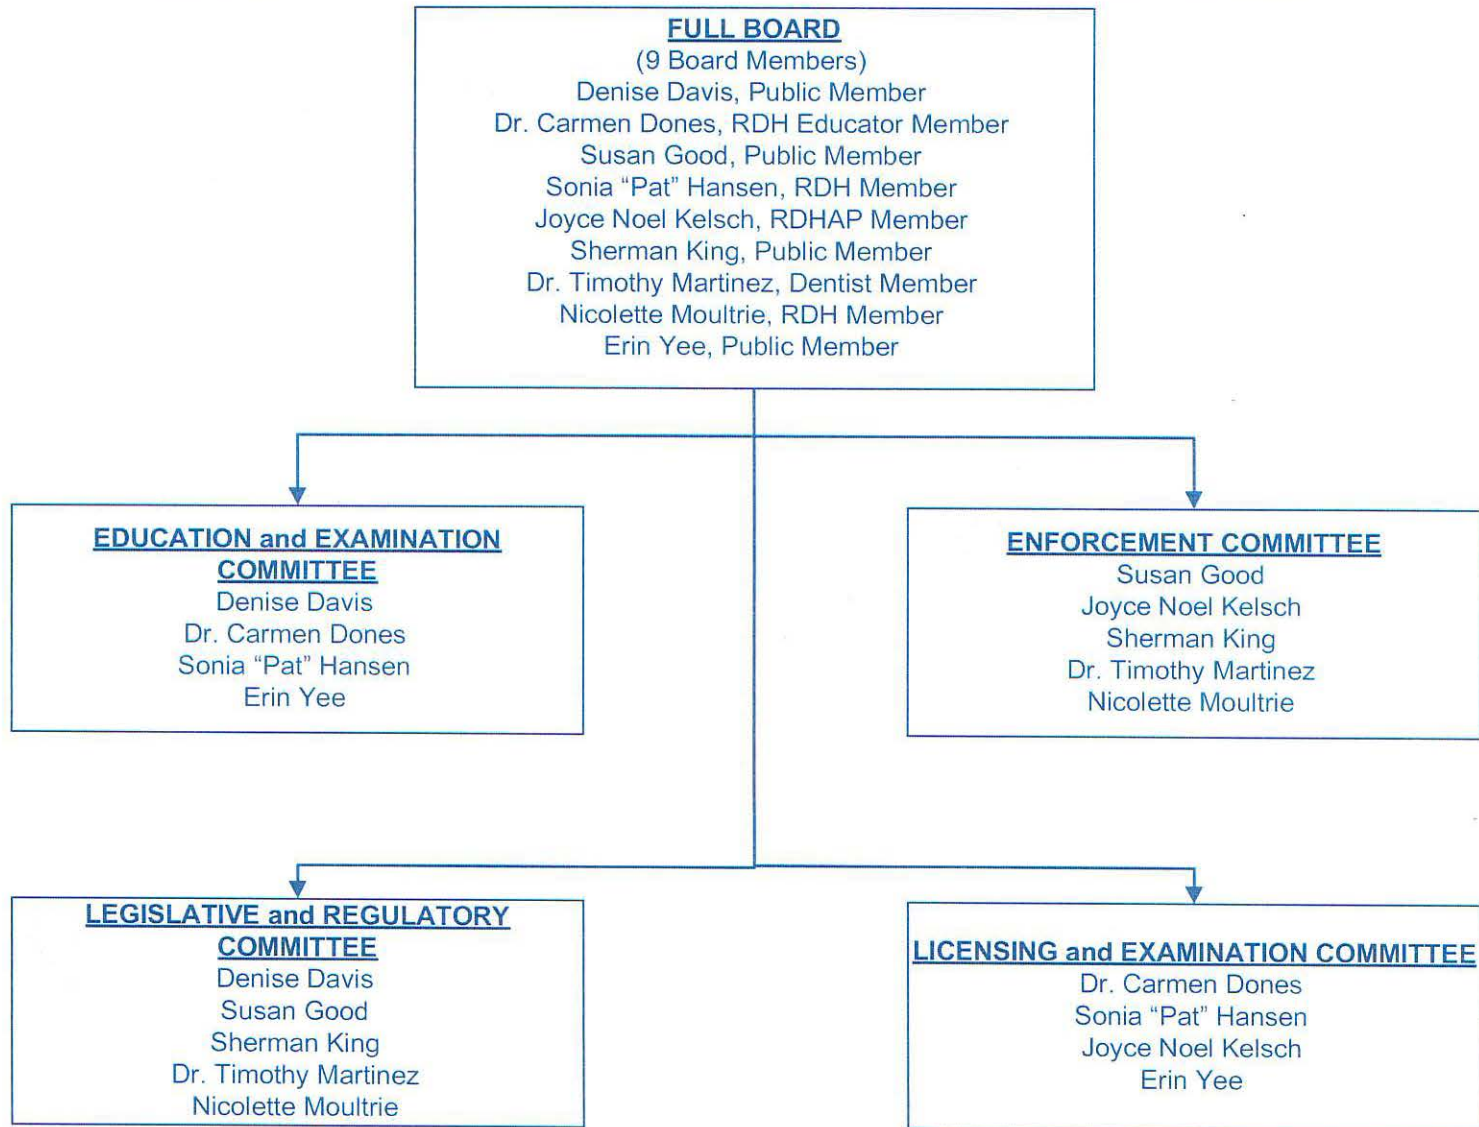 FULL BOARD
(9 Board Members)
Denise Davis, Public Member
Dr. Carmen Dones, RDH Educator Member
Susan Good, Public Member
Sonia “Pat” Hansen, RDH Member
Joyce Noel Kelsch, RDHAP Member
Sherman King, Public Member
Dr. Timothy Martinez, Dentist Member
Nicolette Moultrie, RDH Member
Erin Yee, Public Member
EDUCATION and EXAMINATION
COMMITTEE
Denise Davis
Dr. Carmen Dones
Sonia “Pat” Hansen
Erin Yee
ENFORCEMENT COMMITTEE
Susan Good
Joyce Noel Kelsch
Sherman King
Dr. Timothy Martinez
Nicolette Moultrie
LEGISLATIVE and REGULATORY
COMMITTEE
Denise Davis
Susan Good
Sherman King
Dr. Timothy Martinez
Nicolette Moultrie
LICENSING and EXAMINATION COMMITTEE
Dr. Carmen Dones
Sonia “Pat” Hansen
Joyce Noel Kelsch
Erin Yee